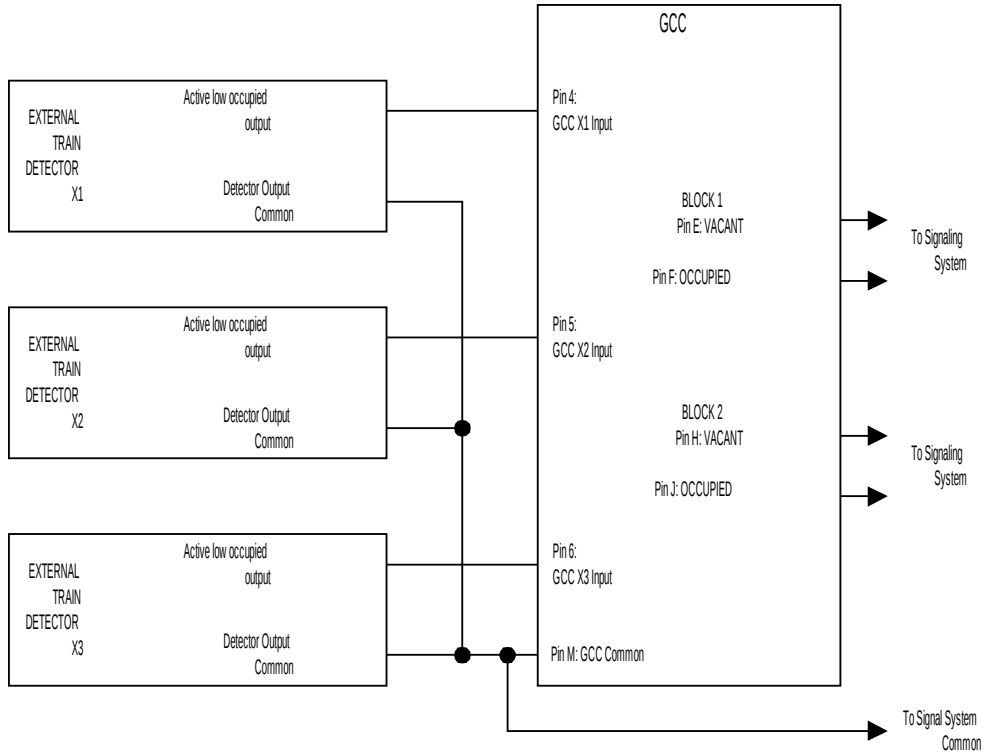 GCC
Active low occupied
output
EXTERNAL
TRAIN
DETECTOR
X1
Detector Output
Common
Pin 4:
GCC X1 Input
BLOCK 1
Pin E: VACANT
Pin F: OCCUPIED
To Signaling
System
Active low occupied
output
EXTERNAL
TRAIN
DETECTOR
X2
Detector Output
Common
Pin 5:
GCC X2 Input
BLOCK 2
Pin H: VACANT
Pin J: OCCUPIED
To Signaling
System
Active low occupied
output
EXTERNAL
TRAIN
DETECTOR
X3
Detector Output
Common
Pin 6:
GCC X3 Input
Pin M: GCC Common
To Signal System
Common